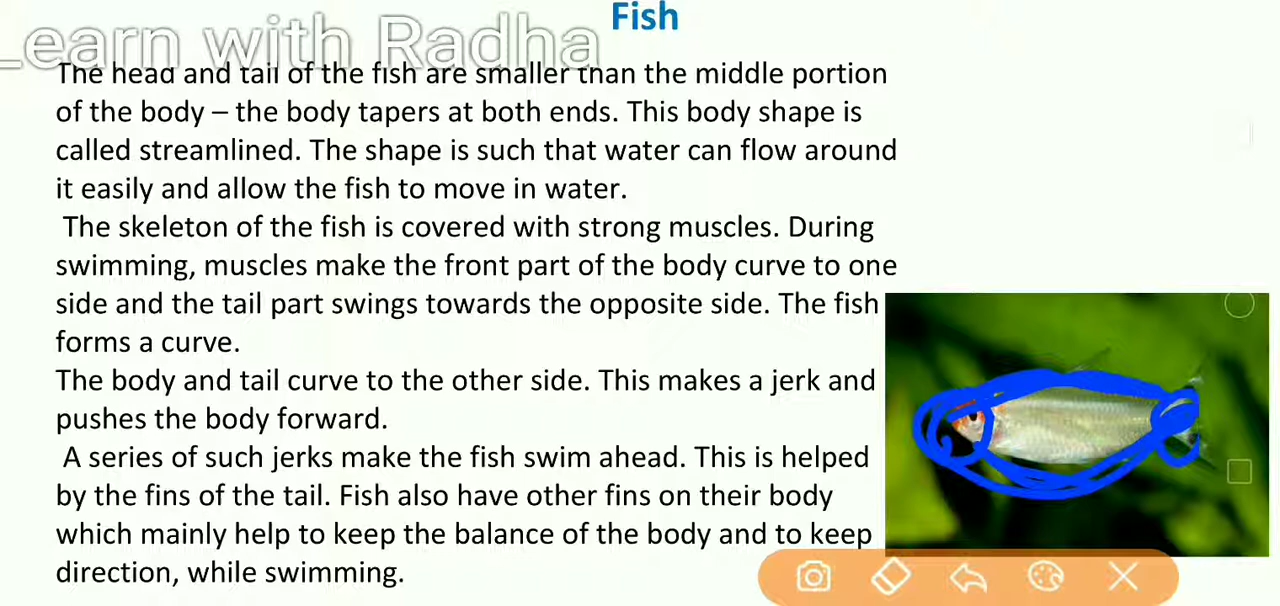 Fish
Learn with Radha
The head and tail of the fish are smaller than the middle portion
of the body – the body tapers at both ends. This body shape is
called streamlined. The shape is such that water can flow around
it easily and allow the fish to move in water.
The skeleton of the fish is covered with strong muscles. During
swimming, muscles make the front part of the body curve to one
side and the tail part swings towards the opposite side. The fish
forms a curve.
The body and tail curve to the other side. This makes a jerk and
pushes the body forward.
A series of such jerks make the fish swim ahead. This is helped
by the fins of the tail. Fish also have other fins on their body
which mainly help to keep the balance of the body and to keep
direction, while swimming.